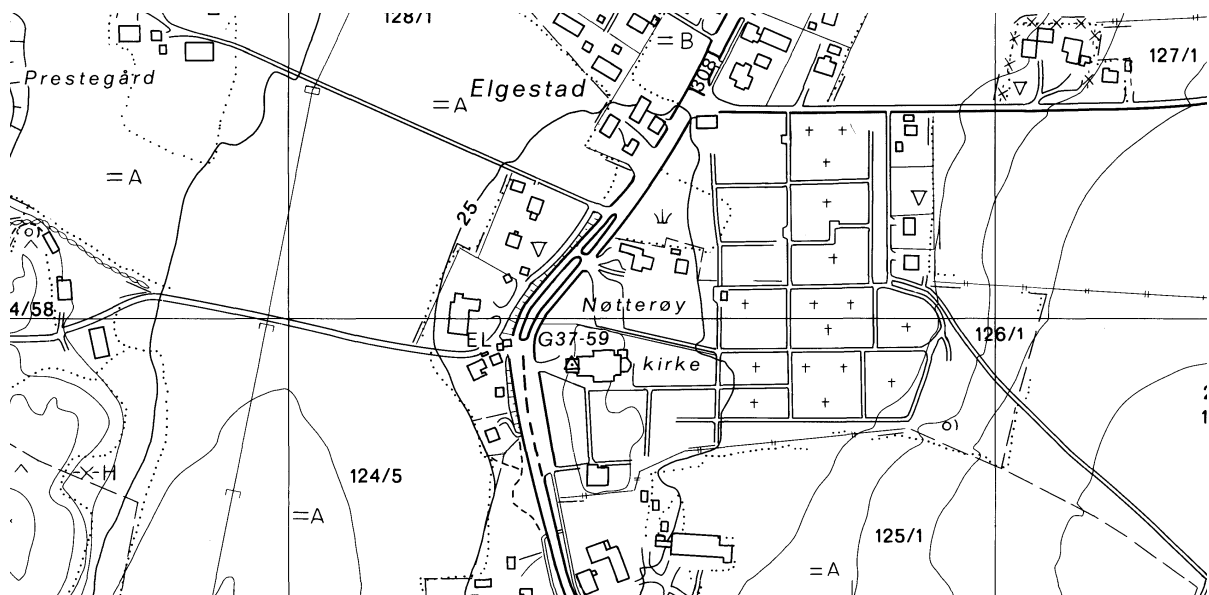 128/1
=B
127/1
Prestegård
Elgestad
308
=A
=A
25
4/58
Nøtterøy
EL
G37-59
126/1
kirke
-X-H
124/5
=A
125/1
=A